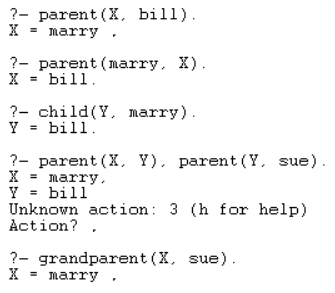 ?- parent(X, bill).
X = marry ,
?- parent(marry, X).
X = bill.
?- child(Y, marry).
Y = bill.
?- parent(X, Y), parent(Y, sue).
X = marry,
Y = bill
Unknown action: 3 (h for help)
Action? ,
?- grandparent(X, sue).
X = marry ,